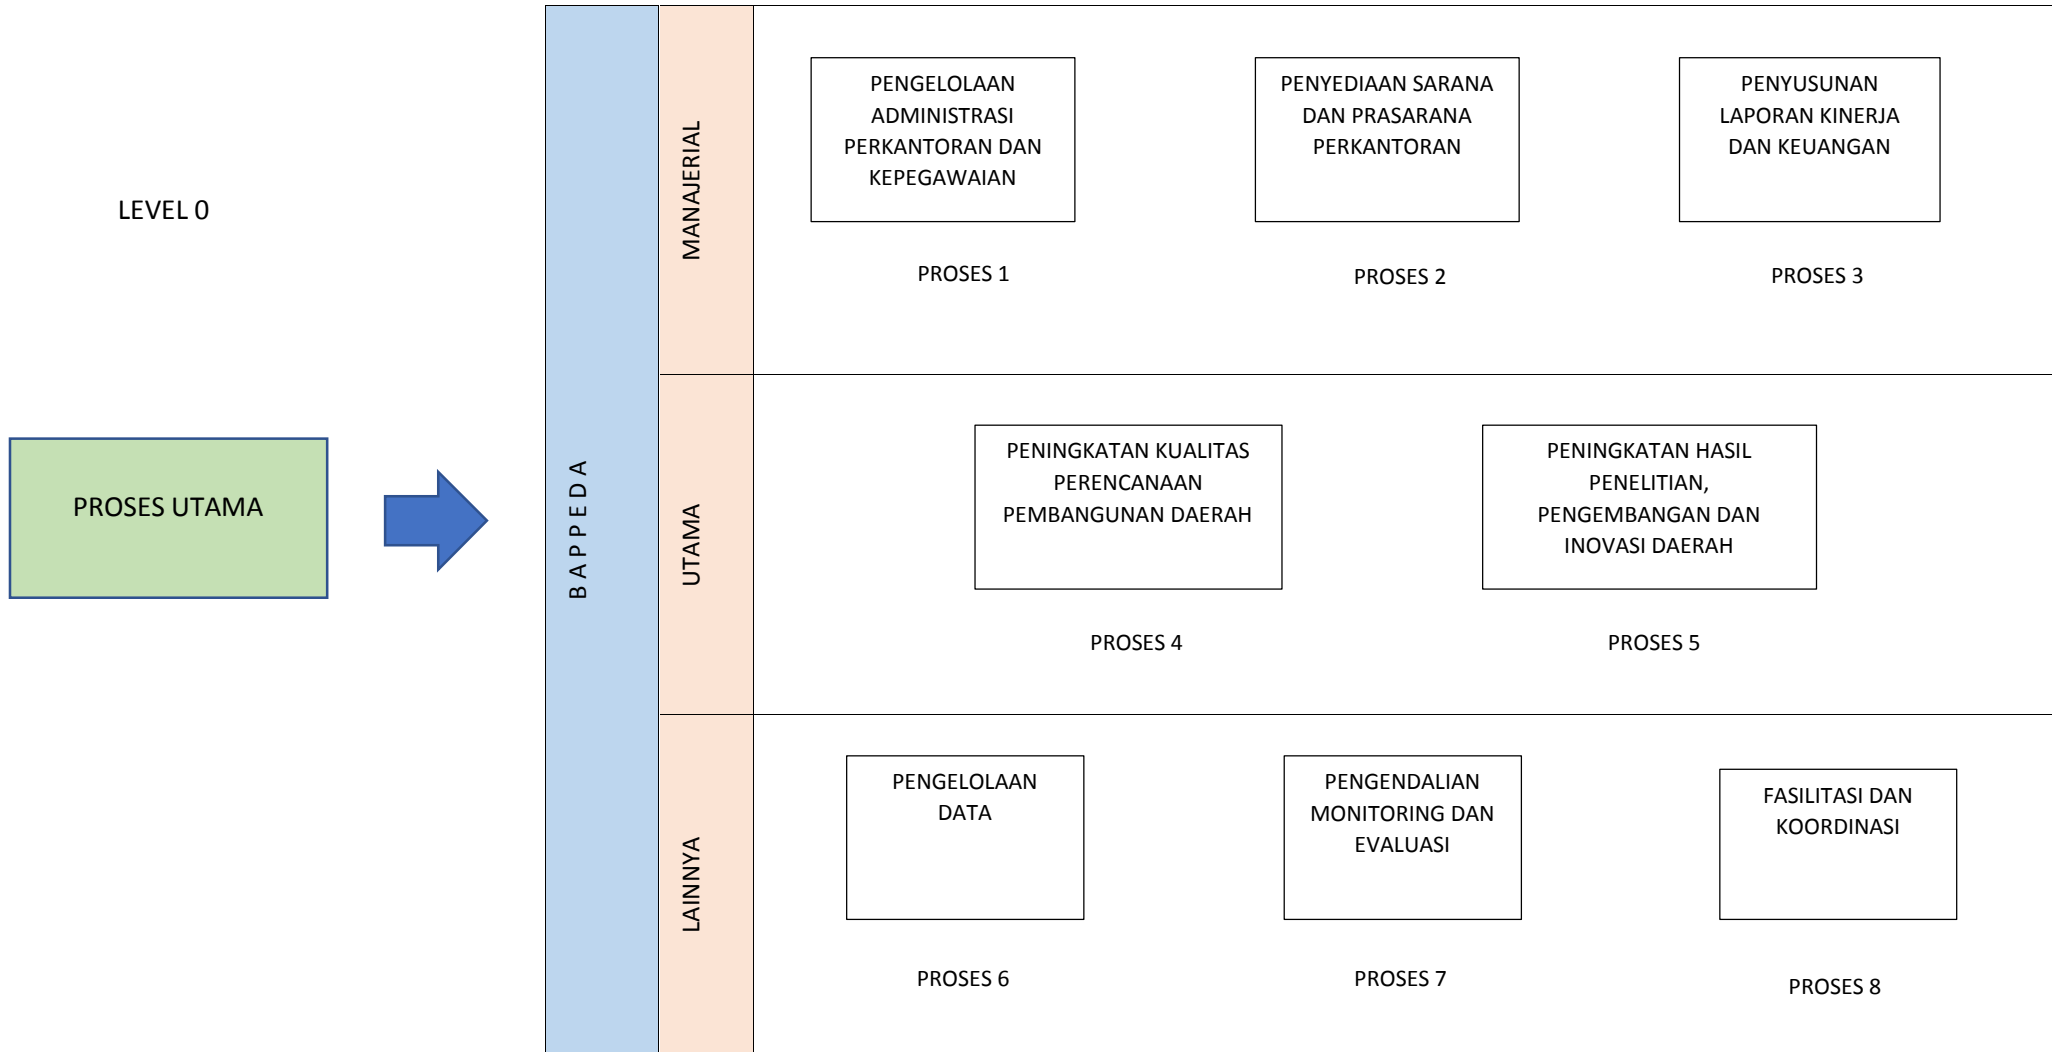 LEVEL 0
PROSES UTAMA
B A P P E D A
MANAJERIAL
PENGELOLAAN
ADMINISTRASI
PERKANTORAN DAN
KEPEGAWAIAN
PROSES 1
PENYEDIAAN SARANA
DAN PRASARANA
PERKANTORAN
PROSES 2
PENYUSUNAN
LAPORAN KINERJA
DAN KEUANGAN
PROSES 3
UTAMA
PENINGKATAN KUALITAS
PERENCANAAN
PEMBANGUNAN DAERAH
PROSES 4
PENINGKATAN HASIL
PENELITIAN,
PENGEMBANGAN DAN
INOVASI DAERAH
PROSES 5
LAINNYA
PENGELOLAAN
DATA
PROSES 6
PENGENDALIAN
MONITORING DAN
EVALUASI
PROSES 7
FASILITASI DAN
KOORDINASI
PROSES 8